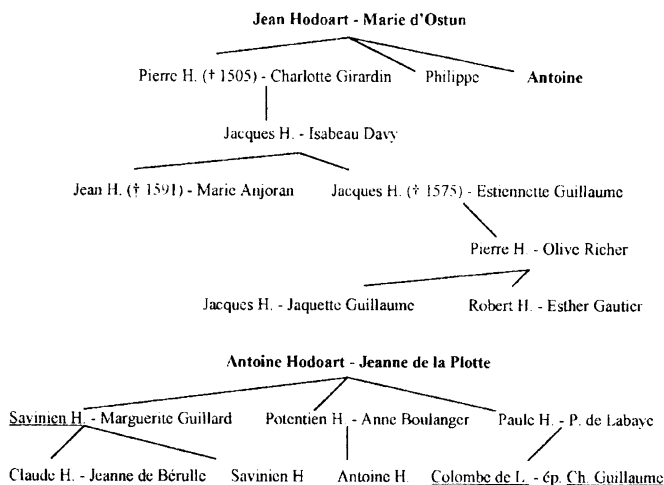 Jean Hodoart - Marie d'Ostun
Pierre H. († 1505) - Charlotte Girardin Philippe Antoine
Jacques H. - Isabeau Davy
Jean H. († 1591) - Marie Anjoran Jacques H. († 1575) - Estiennette Guillaume
Pierre H. - Olive Richer
Jacques H. - Jaquette Guillaume Robert H. - Esther Gautier
Antoine Hodoart - Jeanne de la Plotte
Savinien H. - Marguerite Guillard Potentien H. - Anne Boulanger Paule H. - P. de Labaye
Claude H. - Jeanne de Bérulle Savinien H Antoine H. Colombe de L. - ép. Ch. Guillaume